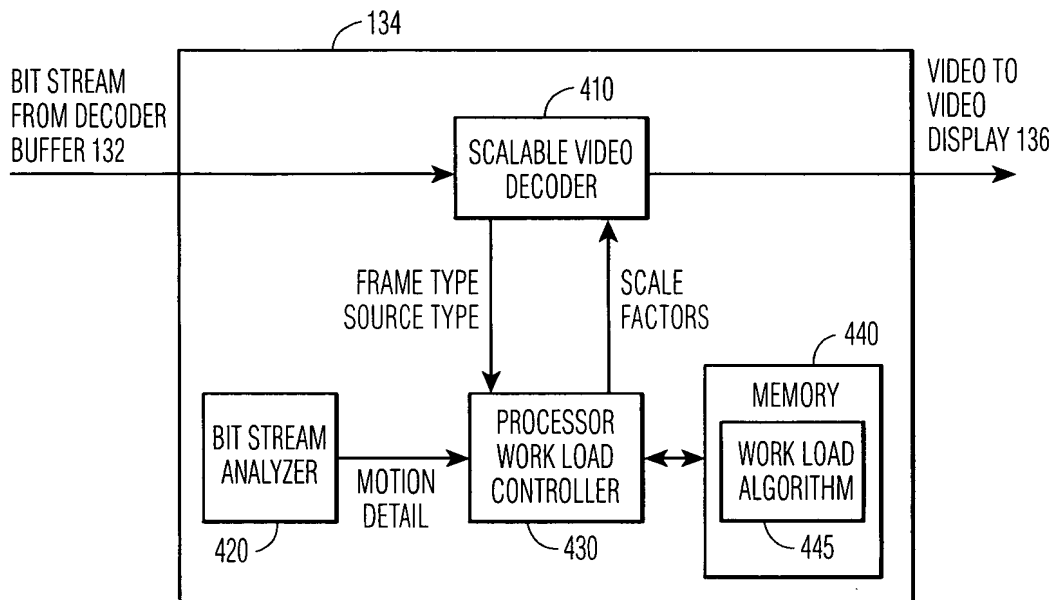 134
BIT STREAM
FROM DECODER
BUFFER 132
410
VIDEO TO
VIDEO
DISPLAY 136
SCALABLE VIDEO
DECODER
FRAME TYPE
SOURCE TYPE
SCALE
FACTORS
440
MEMORY
BIT STREAM
ANALYZER
MOTION
DETAIL
PROCESSOR
WORK LOAD
CONTROLLER
WORK LOAD
ALGORITHM
420
430
445